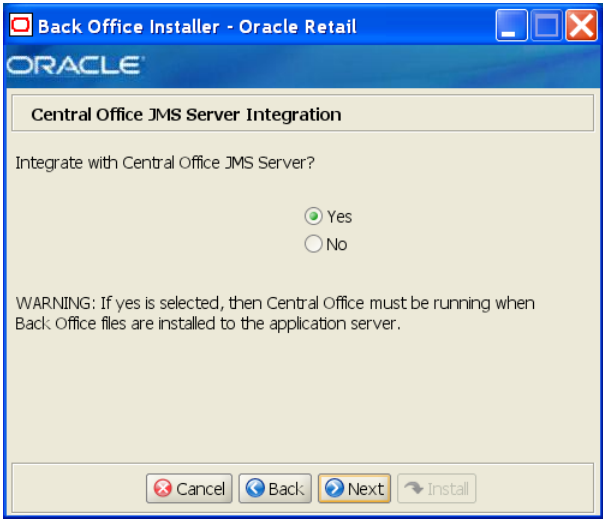 Back Office Installer - Oracle Retail
ORACLE
Central Office JMS Server Integration
Integrate with Central Office JMS Server?
Yes
No
WARNING: If yes is selected, then Central Office must be running when
Back Office files are installed to the application server.
Cancel Back Next Install